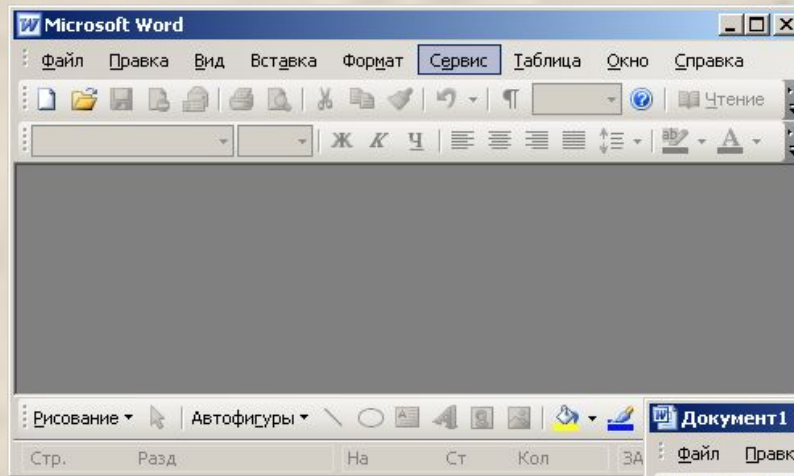 Microsoft Word
Файл Правка Вид Вставка Формат Сервис Таблица Окно Справка
Чтение
Ж К Ч
Рисование Автофигуры
Документ1
Стр. Разд На Ст Кол ЗА
Файл Правк